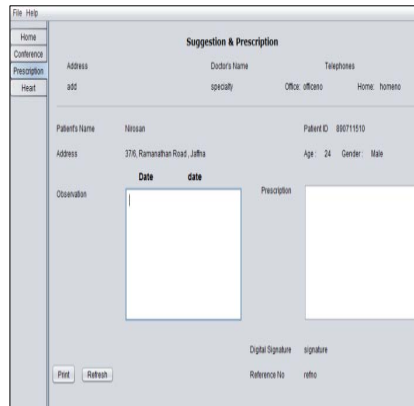 File Help
Home
Conference
Prescription
Heart
Suggestion & Prescription
Address Doctor's Name Telephones
add specialty Office: officeno Home: homeno
Patient's Name Nirosan Patient ID 890711510
Address 37/6, Ramanathan Road , Jaffna Age : 24 Gender : Male
Date date
Observation Prescription
Digital Signature signature
Reference No refno
Print Refresh